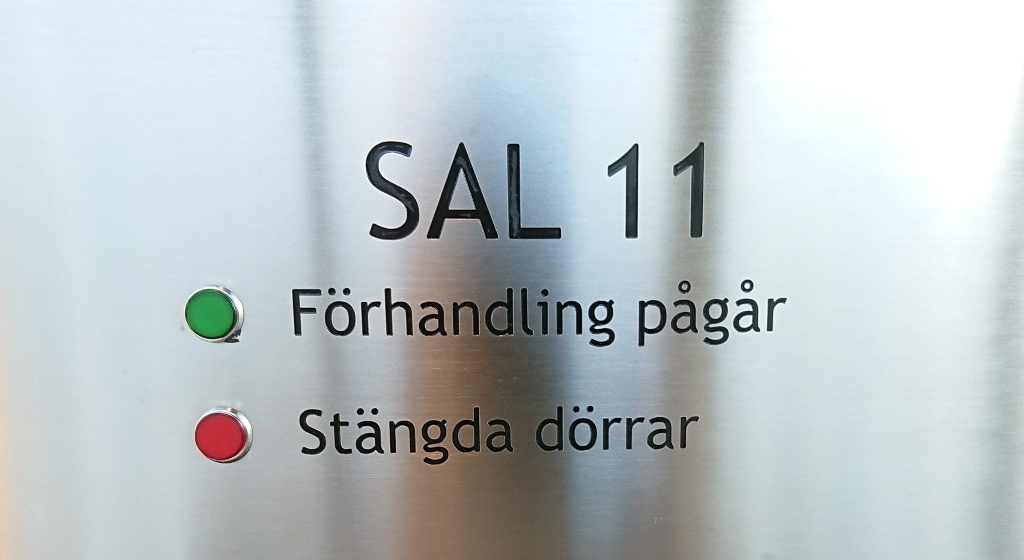 SAL 11
Förhandling pågår
Stängda dörrar